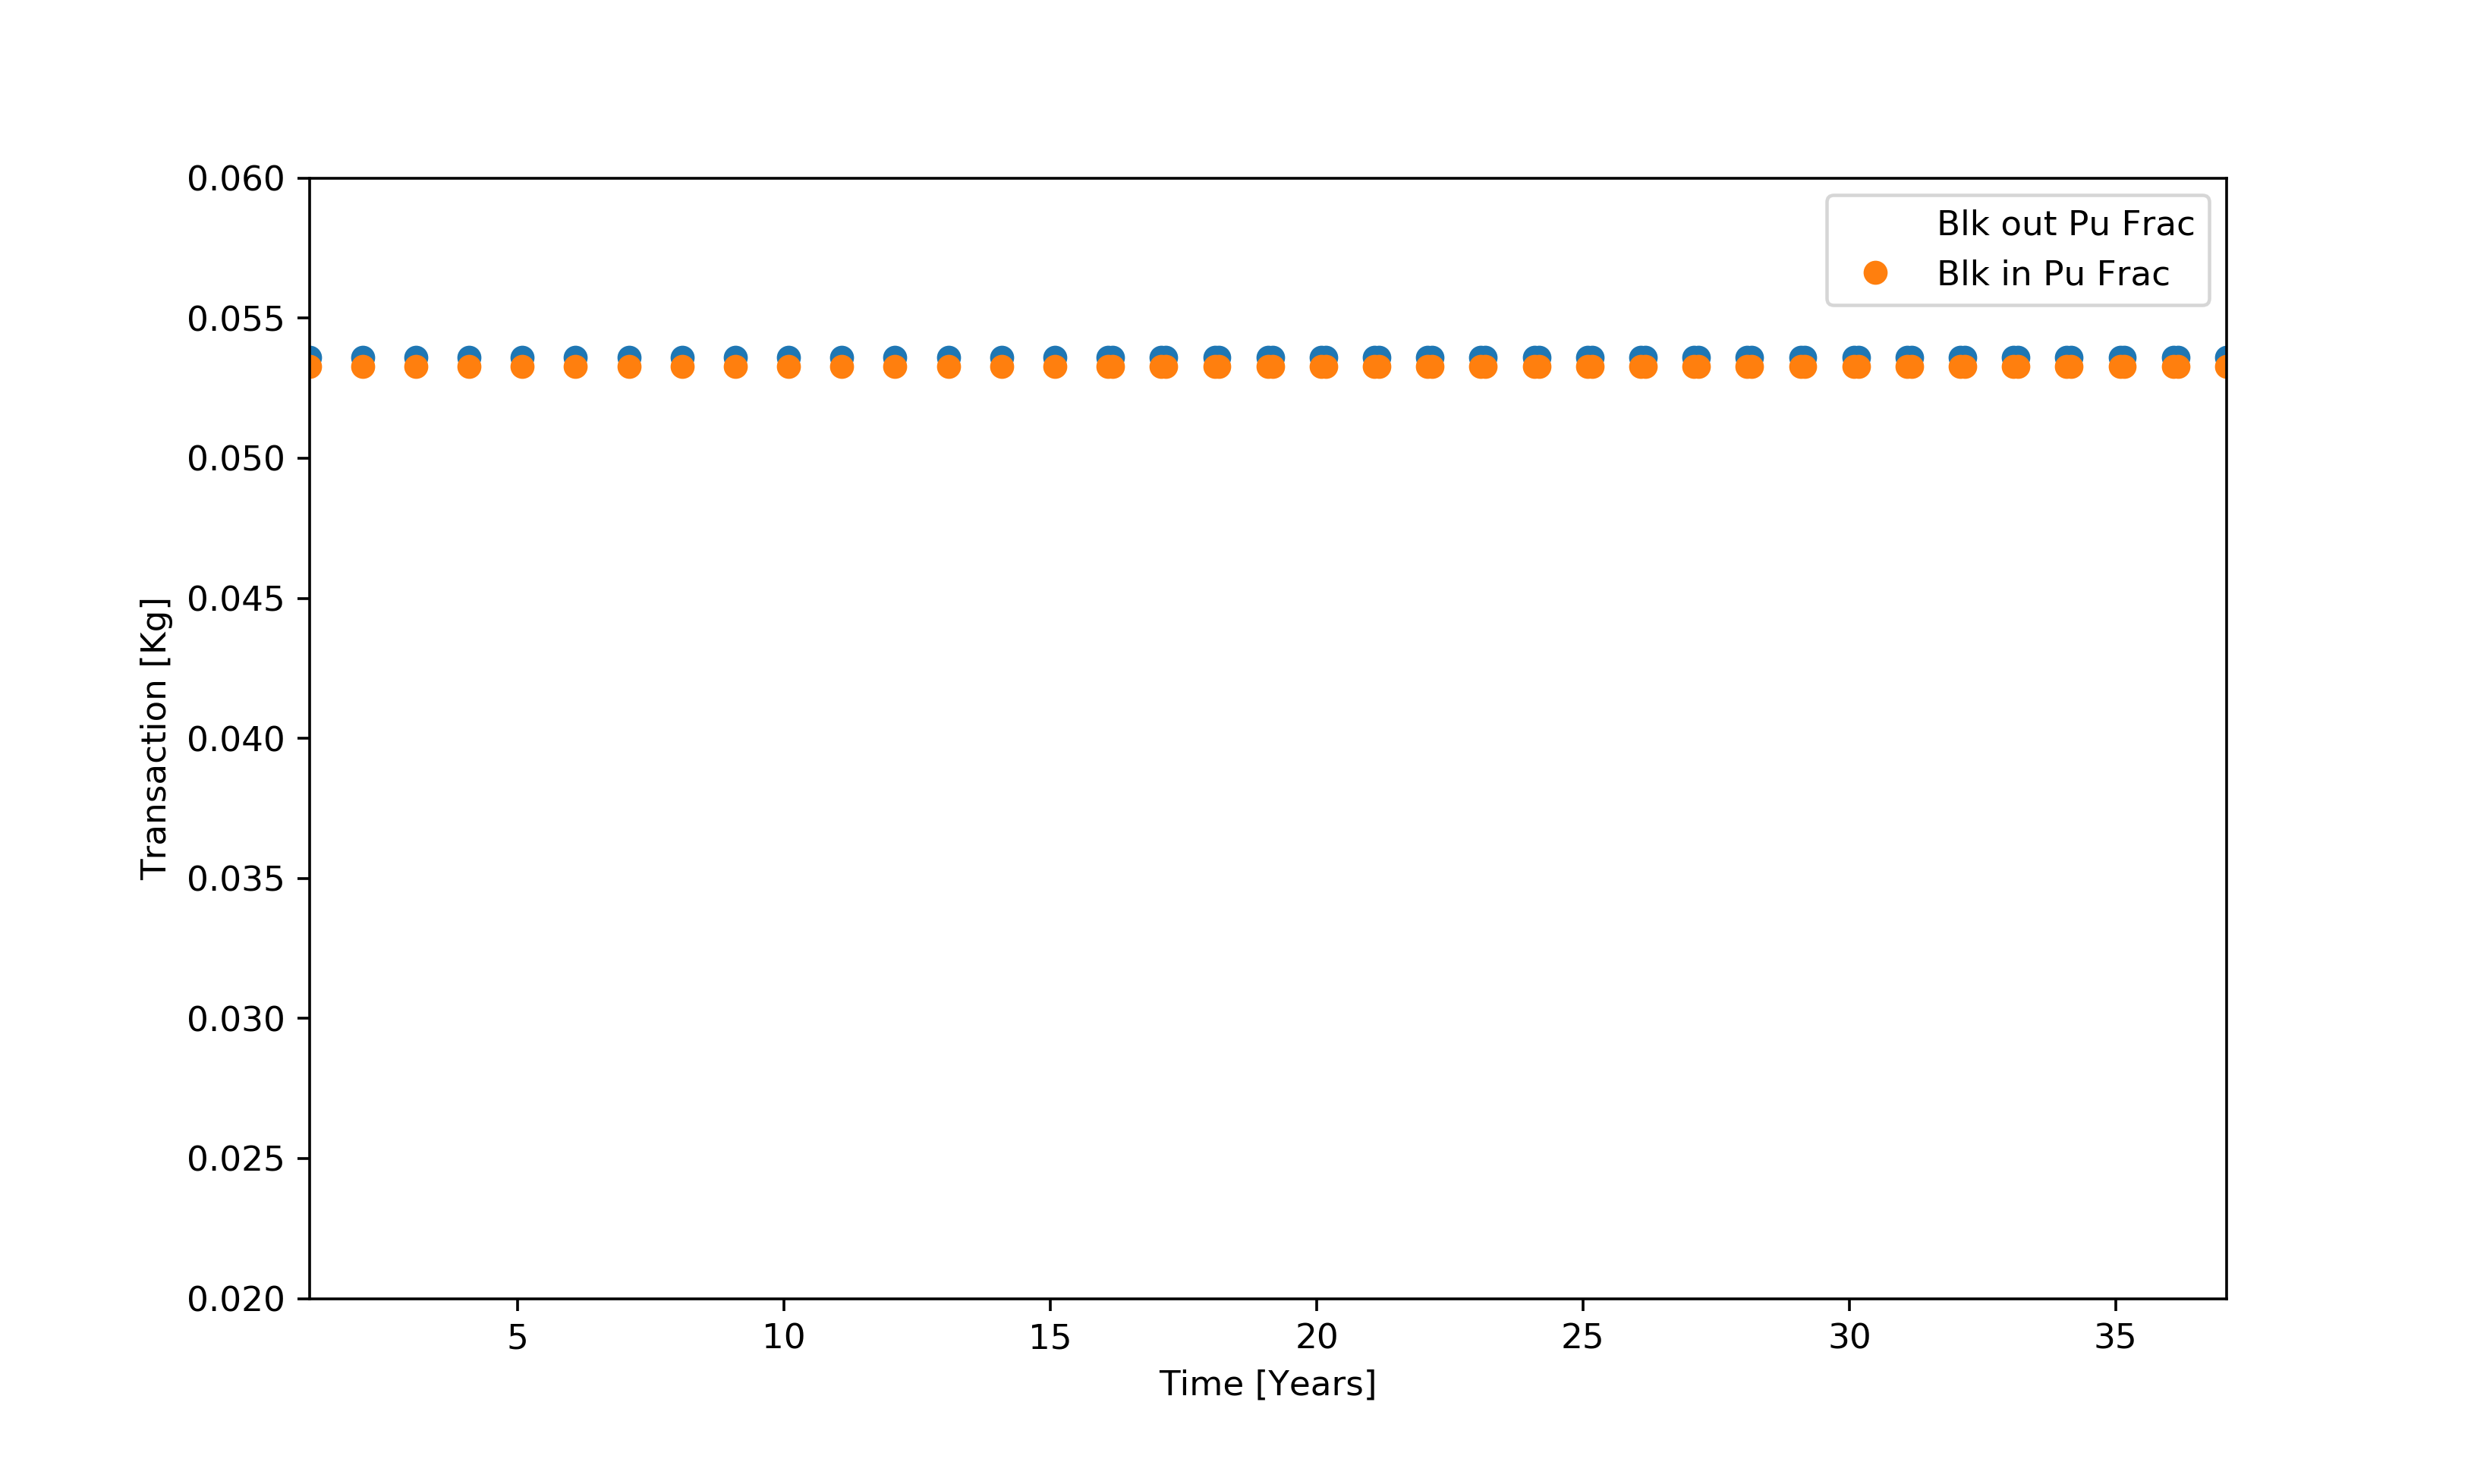 0.060
0.055
0.050
0.045
0.040
0.035
0.030
0.025
0.020
Transaction [Kg]
Blk out Pu Frac
Blk in Pu Frac
5 10 15 20 25 30 35
Time [Years]